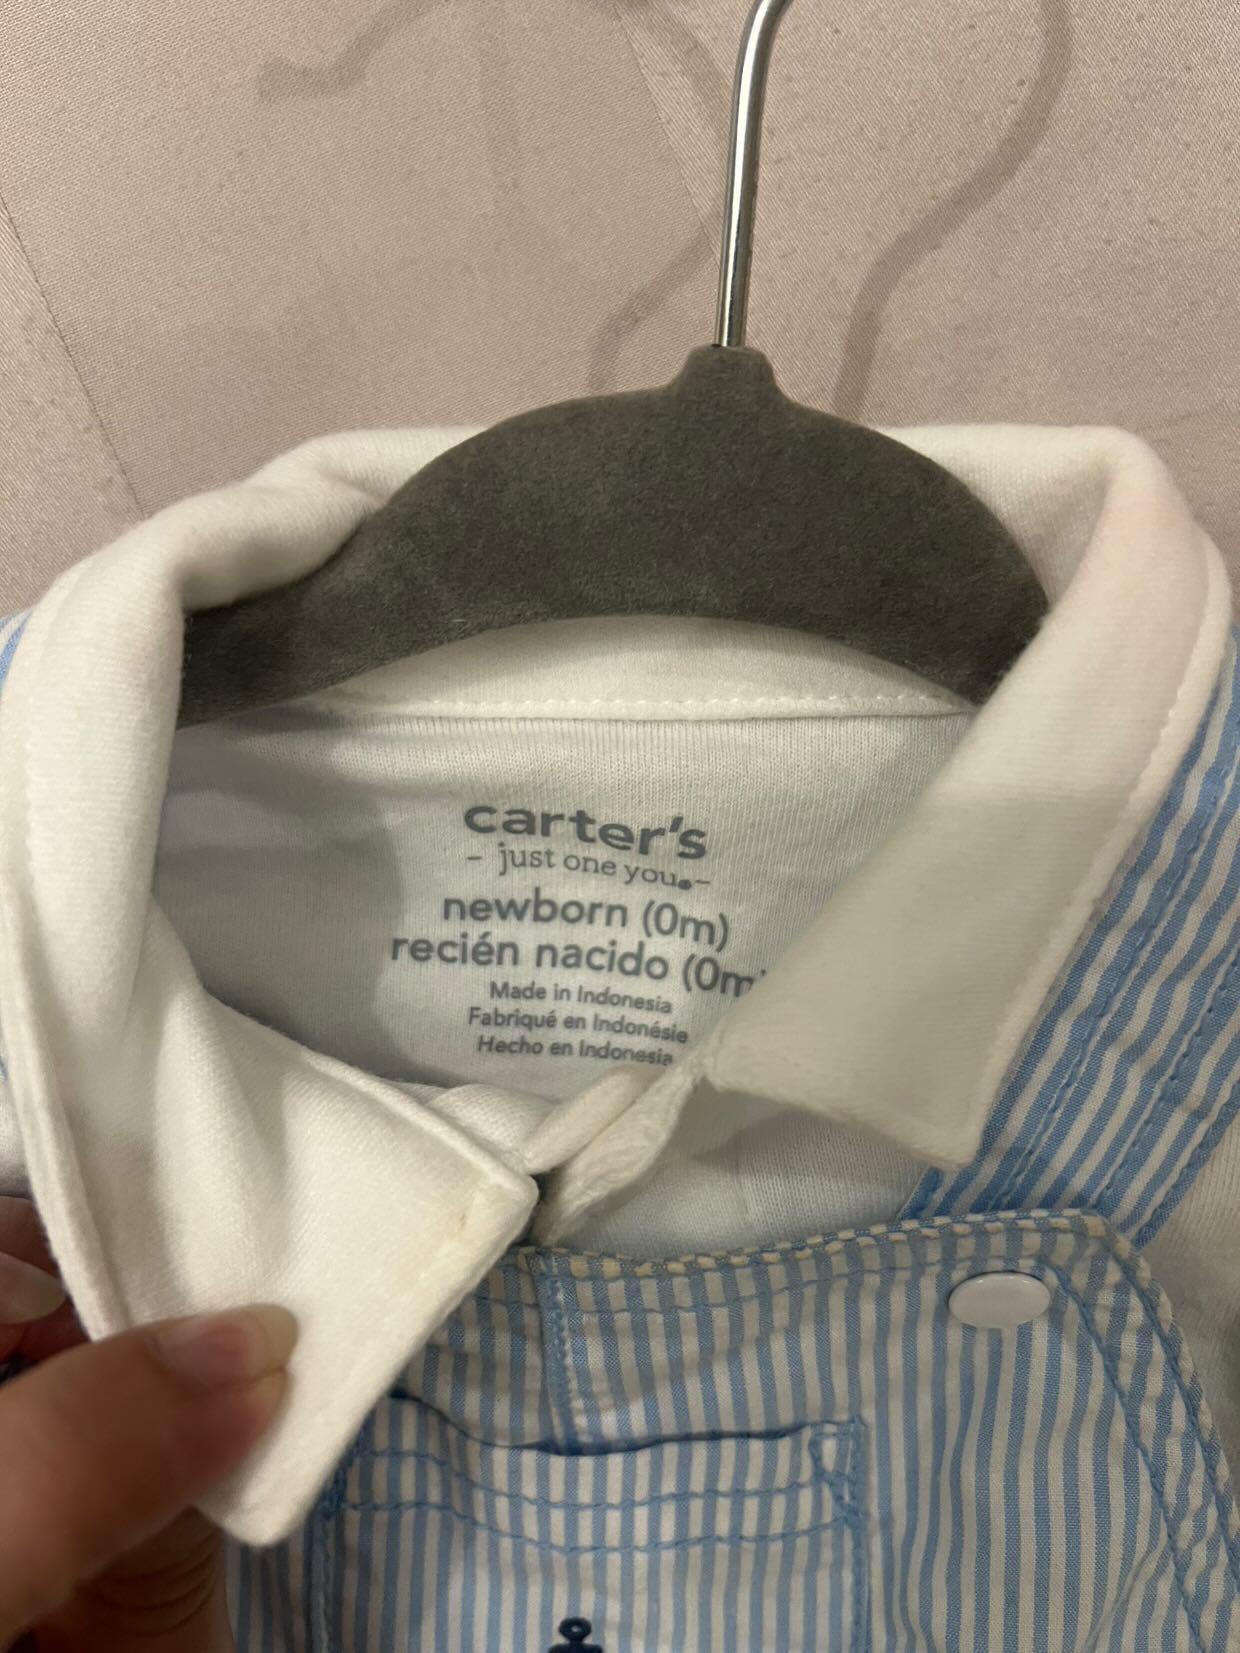 carter's
- just one you®-
newborn (0m)
recién nacido (0m)
Made in Indonesia
Fabriqué en Indonésie
Hecho en Indonesia